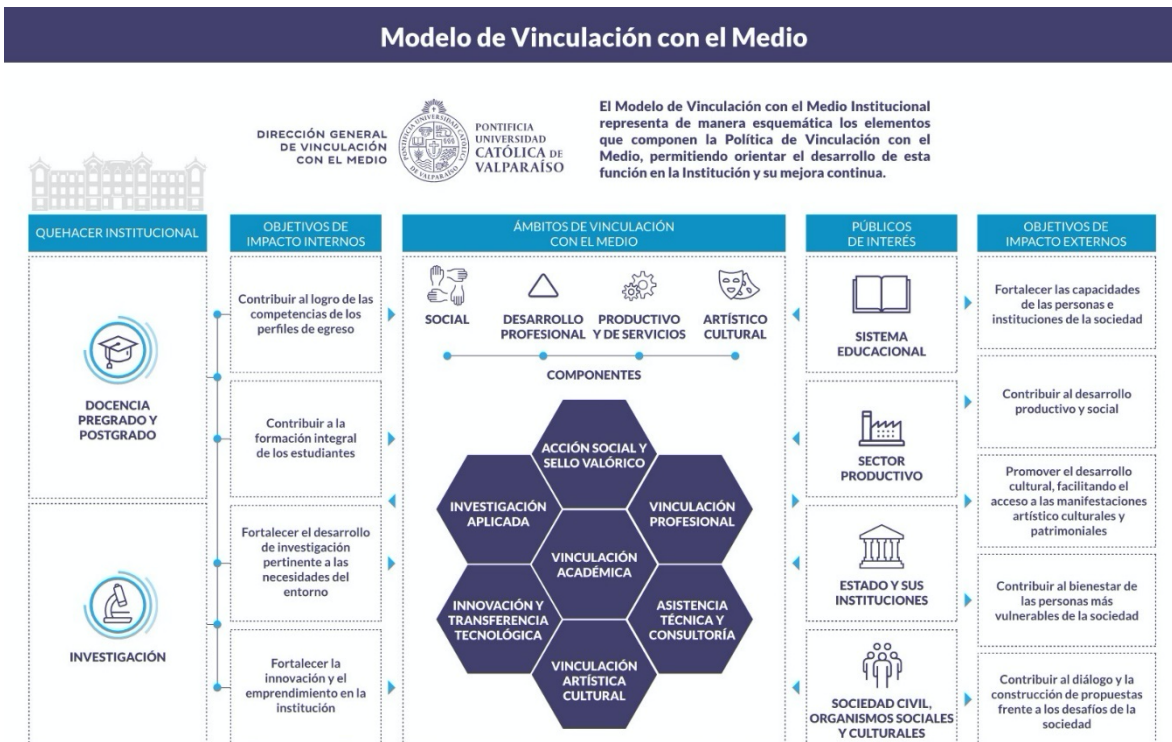 Modelo de Vinculación con el Medio
DIRECCIÓN GENERAL
DE VINCULACIÓN
CON EL MEDIO
PONTIFICIA
UNIVERSIDAD
CATÓLICA DE
VALPARAÍSO
PONTIFICIA UNIVERSIDAD CATÓLICA DE VALPARAÍSO
El Modelo de Vinculación con el Medio Institucional
representa de manera esquemática los elementos
que componen la Política de Vinculación con el
Medio, permitiendo orientar el desarrollo de esta
función en la Institución y su mejora continua.
QUEHACER INSTITUCIONAL
DOCENCIA
PREGRADO Y
POSTGRADO
INVESTIGACIÓN
OBJETIVOS DE
IMPACTO INTERNOS
Contribuir al logro de las
competencias de los
perfiles de egreso
Contribuir a la
formación integral
de los estudiantes
Fortalecer el desarrollo
de investigación
pertinente a las
necesidades del
entorno
Fortalecer la
innovación y el
emprendimiento en la
institución
ÁMBITOS DE VINCULACIÓN
CON EL MEDIO
SOCIAL
DESARROLLO
PROFESIONAL
PRODUCTIVO
Y DE SERVICIOS
ARTÍSTICO
CULTURAL
COMPONENTES
ACCIÓN SOCIAL Y
SELLO VALÓRICO
INVESTIGACIÓN
APLICADA
VINCULACIÓN
PROFESIONAL
VINCULACIÓN
ACADÉMICA
INNOVACIÓN Y
TRANSFERENCIA
TECNOLÓGICA
ASISTENCIA
TÉCNICA Y
CONSULTORÍA
VINCULACIÓN
ARTÍSTICA
CULTURAL
PÚBLICOS
DE INTERÉS
SISTEMA
EDUCACIONAL
SECTOR
PRODUCTIVO
ESTADO Y SUS
INSTITUCIONES
SOCIEDAD CIVIL,
ORGANISMOS SOCIALES
Y CULTURALES
OBJETIVOS DE
IMPACTO EXTERNOS
Fortalecer las capacidades
de las personas e
instituciones de la sociedad
Contribuir al desarrollo
productivo y social
Promover el desarrollo
cultural, facilitando el
acceso a las manifestaciones
artístico culturales y
patrimoniales
Contribuir al bienestar de
las personas más
vulnerables de la sociedad
Contribuir al diálogo y la
construcción de propuestas
frente a los desafíos de la
sociedad